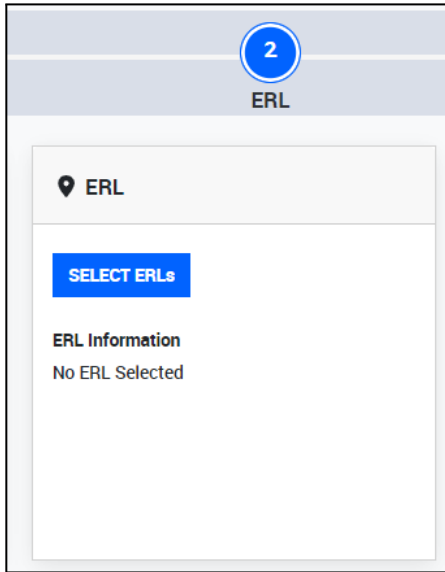 2
ERL
ERL
SELECT ERLs
ERL Information
No ERL Selected